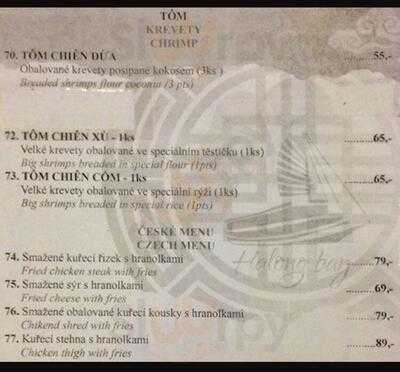 TÔM
KREVETY
CHRIMP
70. TÔM CHIÊN DỪA ... 55,-
Obalované krevety posipane kokosem (3ks )
Breaded shrimps flour coconut (3 pts)
72. TÔM CHIÊN XÙ - 1ks ... 65,-
Velké krevety obalované ve speciálním těstičku (1ks)
Big shrimps breaded in special flour (1pts)
73. TÔM CHIÊN CỐM - 1ks ... 65,-
Velké krevety obalované ve speciální rýži (1ks)
Big shrimps breaded in special rice (1pts)
ČESKÉ MENU
CZECH MENU
Halong bay
74. Smažené kuřecí řízek s hranolkami ... 79,-
Fried chicken steak with fries
75. Smažené sýr s hranolkami ... 69,-
Fried cheese with fries
76. Smažené obalované kuřecí kousky s hranolkami ... 79,-
Chikend shred with fries
77. Kuřecí stehna s hranolkami ... 89,-
Chicken thigh with fries